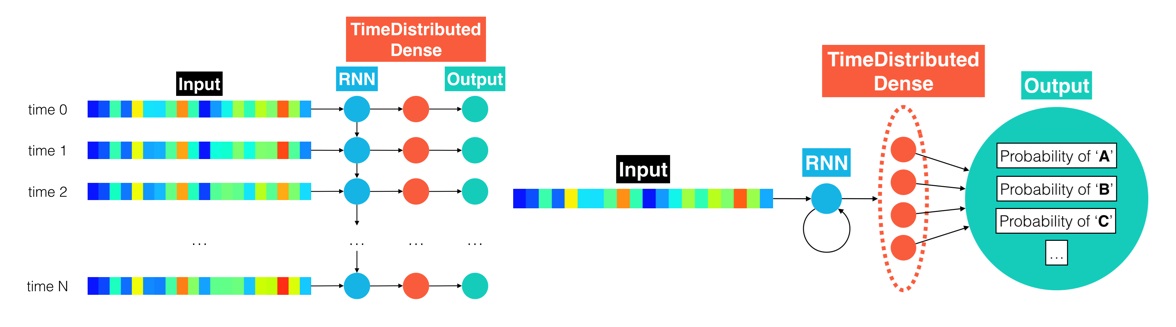 TimeDistributed
Dense
Input
RNN
Output
time 0
time 1
time 2
...
...
...
time N
Input
RNN
TimeDistributed
Dense
Output
Probability of ‘A’
Probability of ‘B’
Probability of ‘C’
...